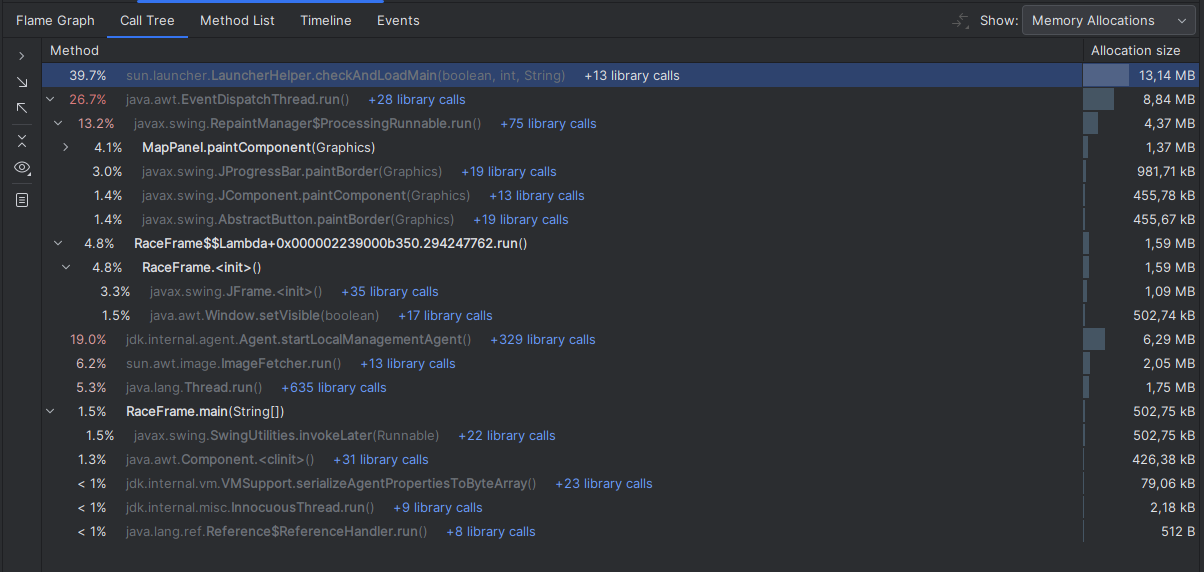 Flame Graph Call Tree Method List Timeline Events Show: Memory Allocations
Method Allocation size
39.7% sun.launcher.LauncherHelper.checkAndLoadMain(boolean, int, String) +13 library calls 13,14 MB
26.7% java.awt.EventDispatchThread.run() +28 library calls 8,84 MB
13.2% javax.swing.RepaintManager$ProcessingRunnable.run() +75 library calls 4,37 MB
4.1% MapPanel.paintComponent(Graphics) 1,37 MB
3.0% javax.swing.JProgressBar.paintBorder(Graphics) +19 library calls 981,71 kB
1.4% javax.swing.JComponent.paintComponent(Graphics) +13 library calls 455,78 kB
1.4% javax.swing.AbstractButton.paintBorder(Graphics) +19 library calls 455,67 kB
4.8% RaceFrame$$Lambda+0x000002239000b350.294247762.run() 1,59 MB
4.8% RaceFrame.<init>() 1,59 MB
3.3% javax.swing.JFrame.<init>() +35 library calls 1,09 MB
1.5% java.awt.Window.setVisible(boolean) +17 library calls 502,74 kB
19.0% jdk.internal.agent.Agent.startLocalManagementAgent() +329 library calls 6,29 MB
6.2% sun.awt.image.ImageFetcher.run() +13 library calls 2,05 MB
5.3% java.lang.Thread.run() +635 library calls 1,75 MB
1.5% RaceFrame.main(String[]) 502,75 kB
1.5% javax.swing.SwingUtilities.invokeLater(Runnable) +22 library calls 502,75 kB
1.3% java.awt.Component.<clinit>() +31 library calls 426,38 kB
< 1% jdk.internal.vm.VMSupport.serializeAgentPropertiesToByteArray() +23 library calls 79,06 kB
< 1% jdk.internal.misc.InnocuousThread.run() +9 library calls 2,18 kB
< 1% java.lang.ref.Reference$ReferenceHandler.run() +8 library calls 512 B